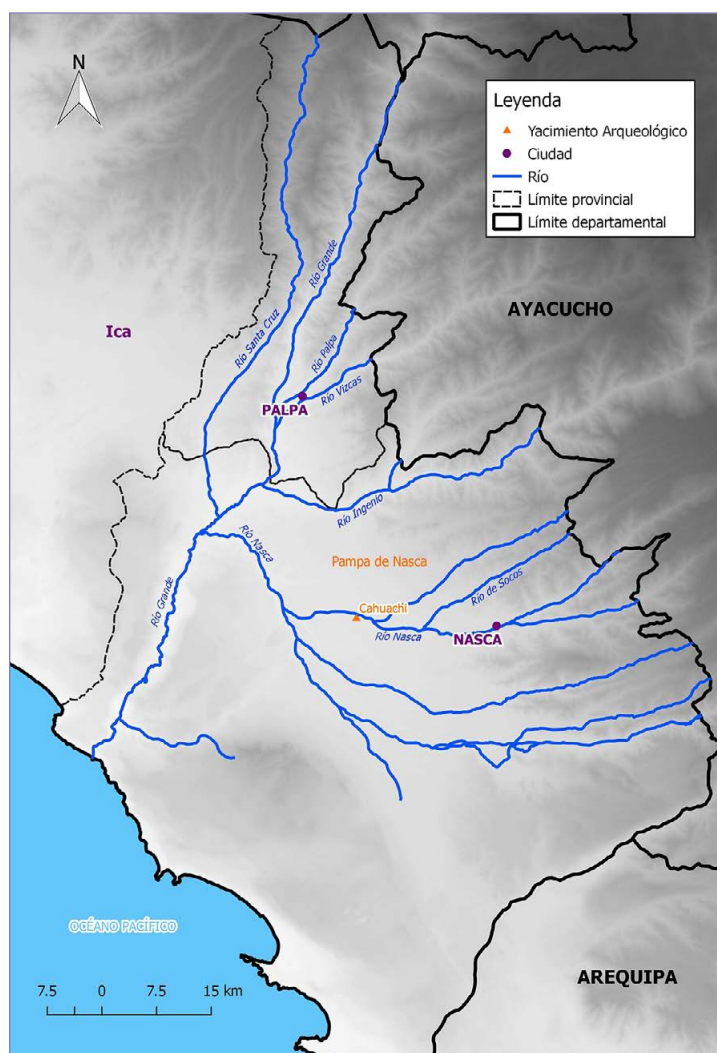 N
Leyenda
Yacimiento Arqueológico
Ciudad
Río
Límite provincial
Límite departamental
Río Grande
AYACUCHO
Río Santa Cruz
Ica
Río Palpa
Río Vizcas
PALPA
Río Ingenio
Río Nasca
Pampa de Nasca
Río de Socos
Río Grande
Cahuachi
Río Nasca
NASCA
OCÉANO PACÍFICO
AREQUIPA
7.5 0 7.5 15 km